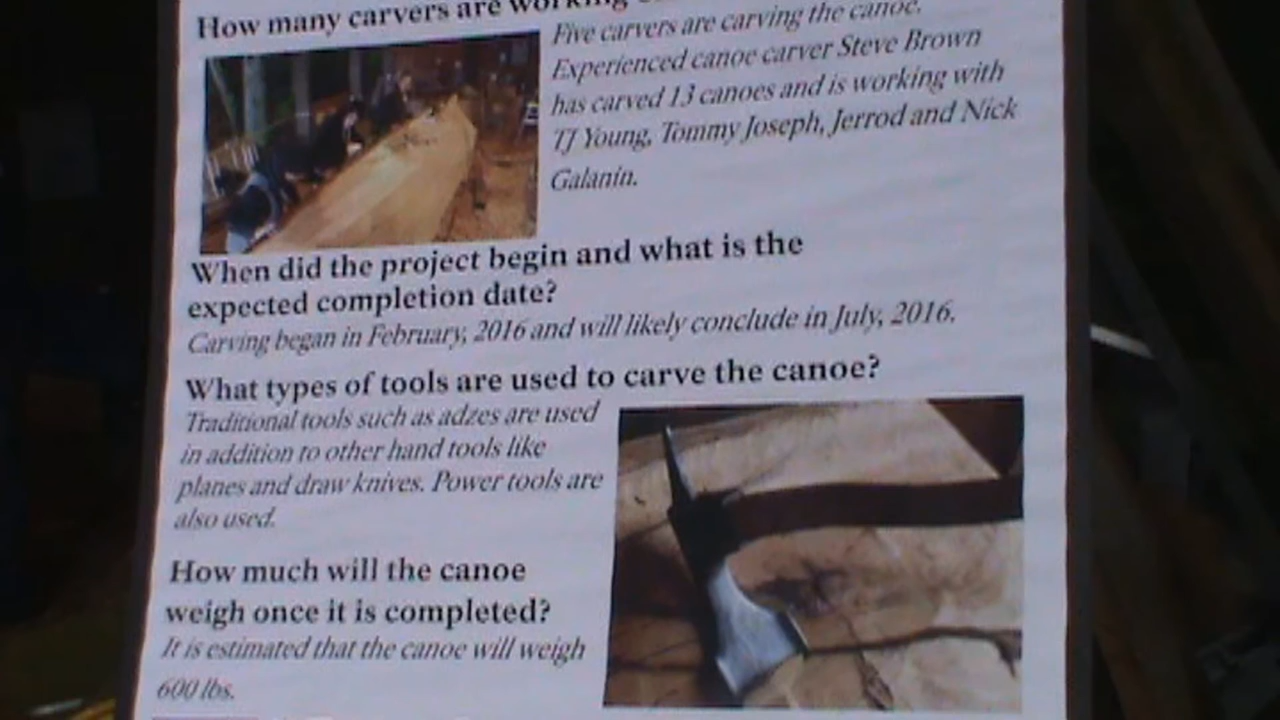 How many carvers are working
Five carvers are carving the canoe.
Experienced canoe carver Steve Brown
has carved 13 canoes and is working with
TJ Young, Tommy Joseph, Jerrod and Nick
Galanin.
When did the project begin and what is the
expected completion date?
Carving began in February, 2016 and will likely conclude in July, 2016.
What types of tools are used to carve the canoe?
Traditional tools such as adzes are used
in addition to other hand tools like
planes and draw knives. Power tools are
also used.
How much will the canoe
weigh once it is completed?
It is estimated that the canoe will weigh
600 lbs.